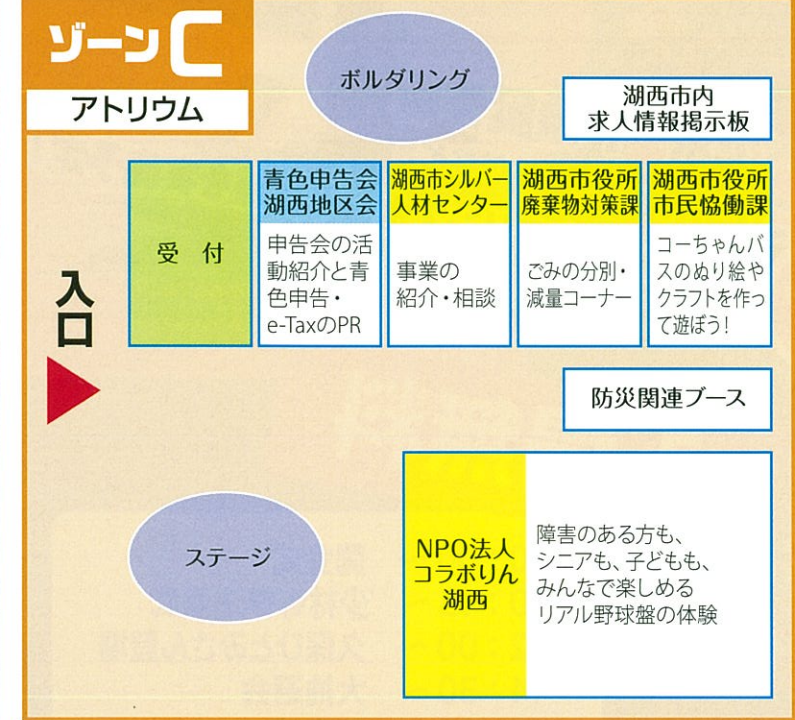 ゾーンC
アトリウム
ボルダリング
湖西市内
求人情報掲示板
入口
受 付
青色申告会
湖西地区会
申告会の活
動紹介と青
色申告・
e-TaxのPR
湖西市シルバー
人材センター
事業の
紹介・相談
湖西市役所
廃棄物対策課
ごみの分別・
減量コーナー
湖西市役所
市民協働課
コーちゃんバ
スのぬり絵や
クラフトを作っ
て遊ぼう!
防災関連ブース
ステージ
NPO法人
コラボりん
湖西
障害のある方も、
シニアも、子どもも、
みんなで楽しめる
リアル野球盤の体験